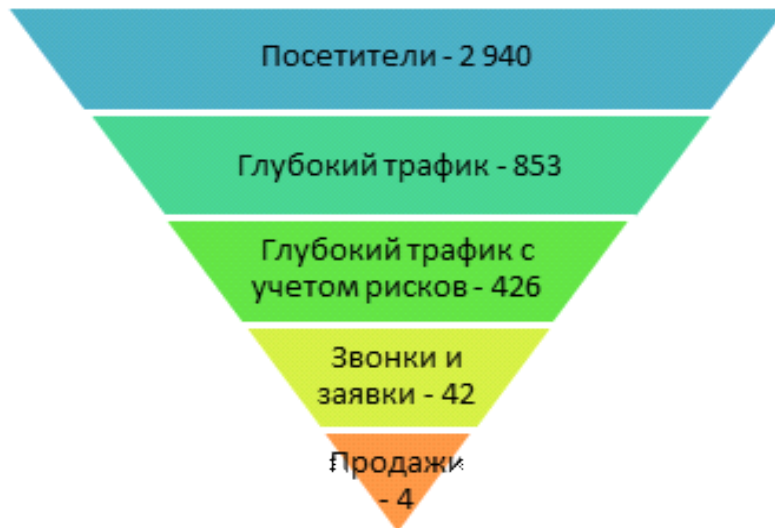 Посетители - 2 940
Глубокий трафик - 853
Глубокий трафик с
учетом рисков - 426
Звонки и
заявки - 42
Продажи
- 4